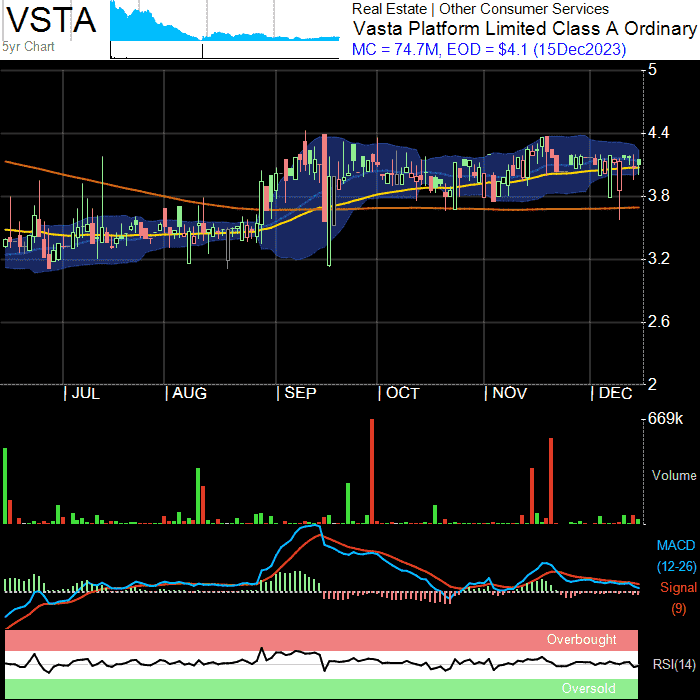 VSTA
5yr Chart
Real Estate | Other Consumer Services
Vasta Platform Limited Class A Ordinary
MC = 74.7M, EOD = $4.1 (15Dec2023)
5
4.4
3.8
3.2
2.6
2
| JUL | AUG | SEP | OCT | NOV | DEC
669k
Volume
MACD
(12-26)
Signal
(9)
Overbought
RSI(14)
Oversold